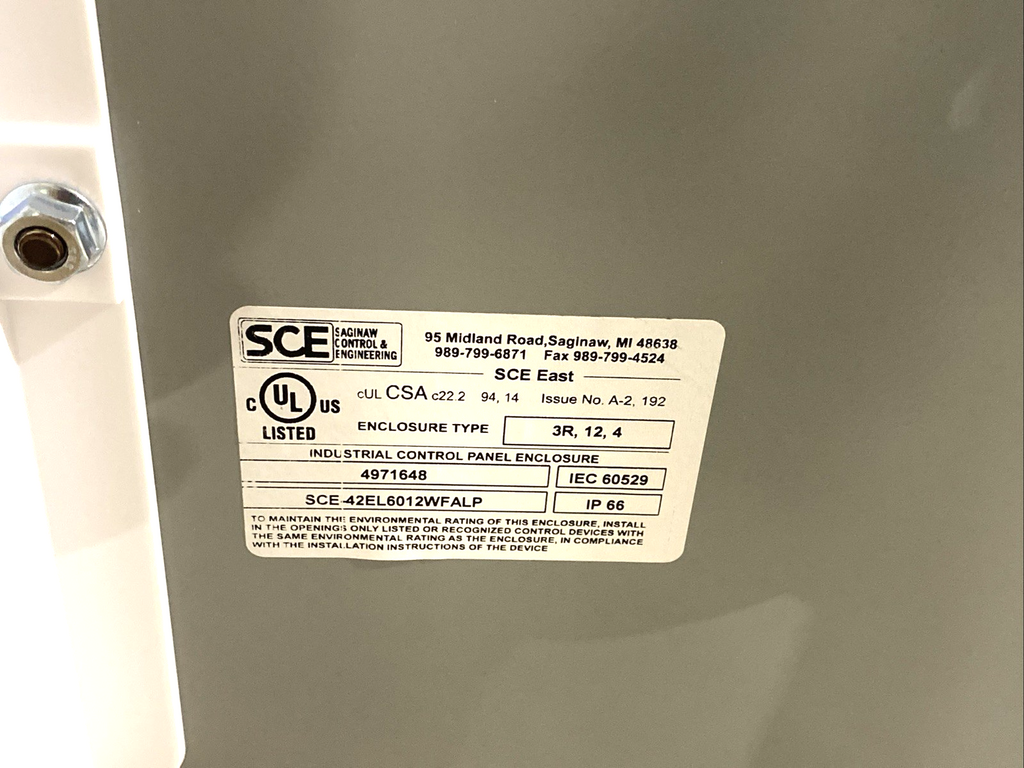 SCE SAGINAW CONTROL & ENGINEERING
95 Midland Road,Saginaw, MI 48638
989-799-6871 Fax 989-799-4524
SCE East
C UL US LISTED
cUL CSA c22.2 94, 14 Issue No. A-2, 192
ENCLOSURE TYPE 3R, 12, 4
INDUSTRIAL CONTROL PANEL ENCLOSURE
4971648 IEC 60529
SCE-42EL6012WFALP IP 66
TO MAINTAIN THE ENVIRONMENTAL RATING OF THIS ENCLOSURE, INSTALL
IN THE OPENINGS ONLY LISTED OR RECOGNIZED CONTROL DEVICES WITH
THE SAME ENVIRONMENTAL RATING AS THE ENCLOSURE, IN COMPLIANCE
WITH THE INSTALLATION INSTRUCTIONS OF THE DEVICE